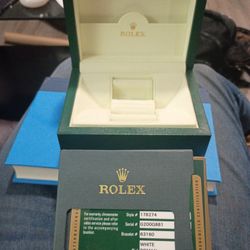 ROLEX
ROLEX
For warranty, chronometer
certification and after
sales service please refer
to the accompanying
booklet.
Style # 178274
Serial # G200G881
Bracelet # 63160
WHITE